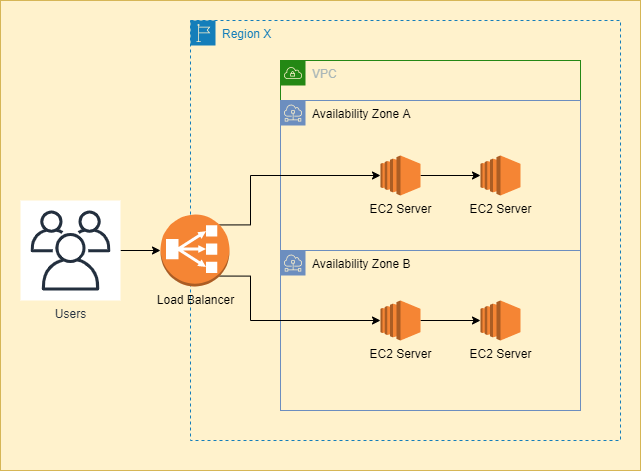 Region X
VPC
Availability Zone A
EC2 Server
EC2 Server
Users
Load Balancer
Availability Zone B
EC2 Server
EC2 Server